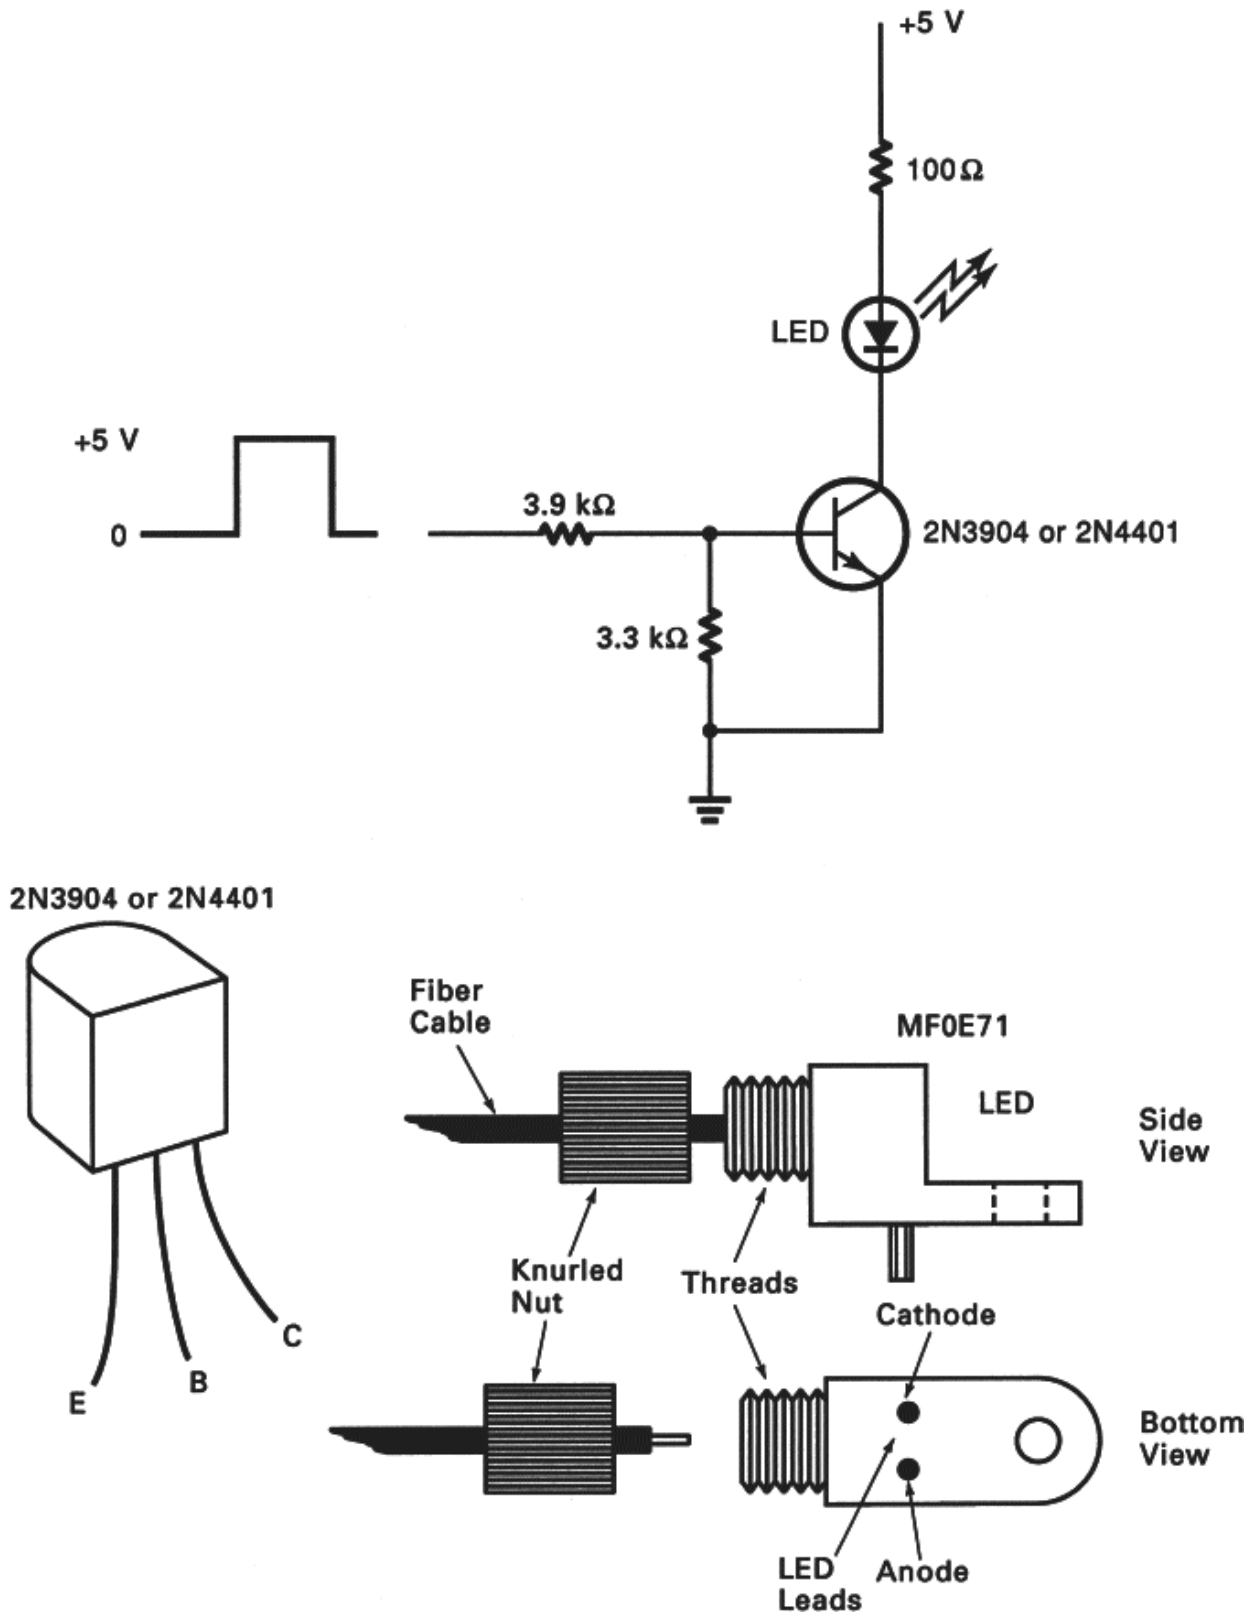 +5 V
100Ω
LED
+5 V
0
3.9 kΩ
2N3904 or 2N4401
3.3 kΩ
2N3904 or 2N4401
Fiber
Cable
MF0E71
LED
Side
View
Knurled
Nut
Threads
Cathode
E
B
C
Bottom
View
LED
Leads
Anode